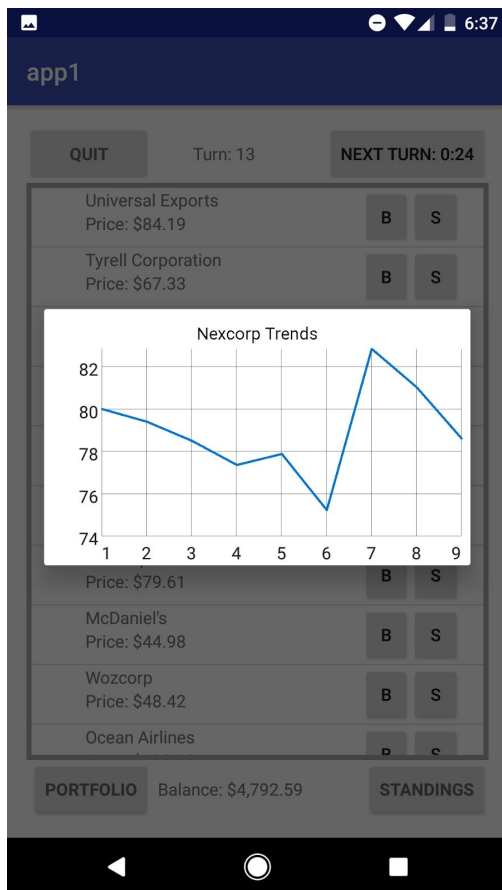 6:37
app1
QUIT
Turn: 13
NEXT TURN: 0:24
Universal Exports
Price: $84.19
B
S
Tyrell Corporation
Price: $67.33
B
S
Nexcorp Trends
82
80
78
76
74
1 2 3 4 5 6 7 8 9
Price: $79.61
B
S
McDaniel's
Price: $44.98
B
S
Wozcorp
Price: $48.42
B
S
Ocean Airlines
PORTFOLIO
Balance: $4,792.59
STANDINGS